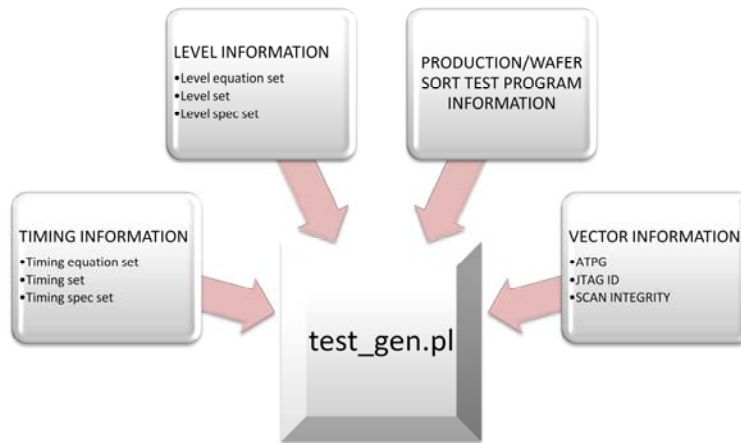 LEVEL INFORMATION
•Level equation set
•Level set
•Level spec set
PRODUCTION/WAFER
SORT TEST PROGRAM
INFORMATION
TIMING INFORMATION
•Timing equation set
•Timing set
•Timing spec set
VECTOR INFORMATION
•ATPG
•JTAG ID
•SCAN INTEGRITY
test_gen.pl